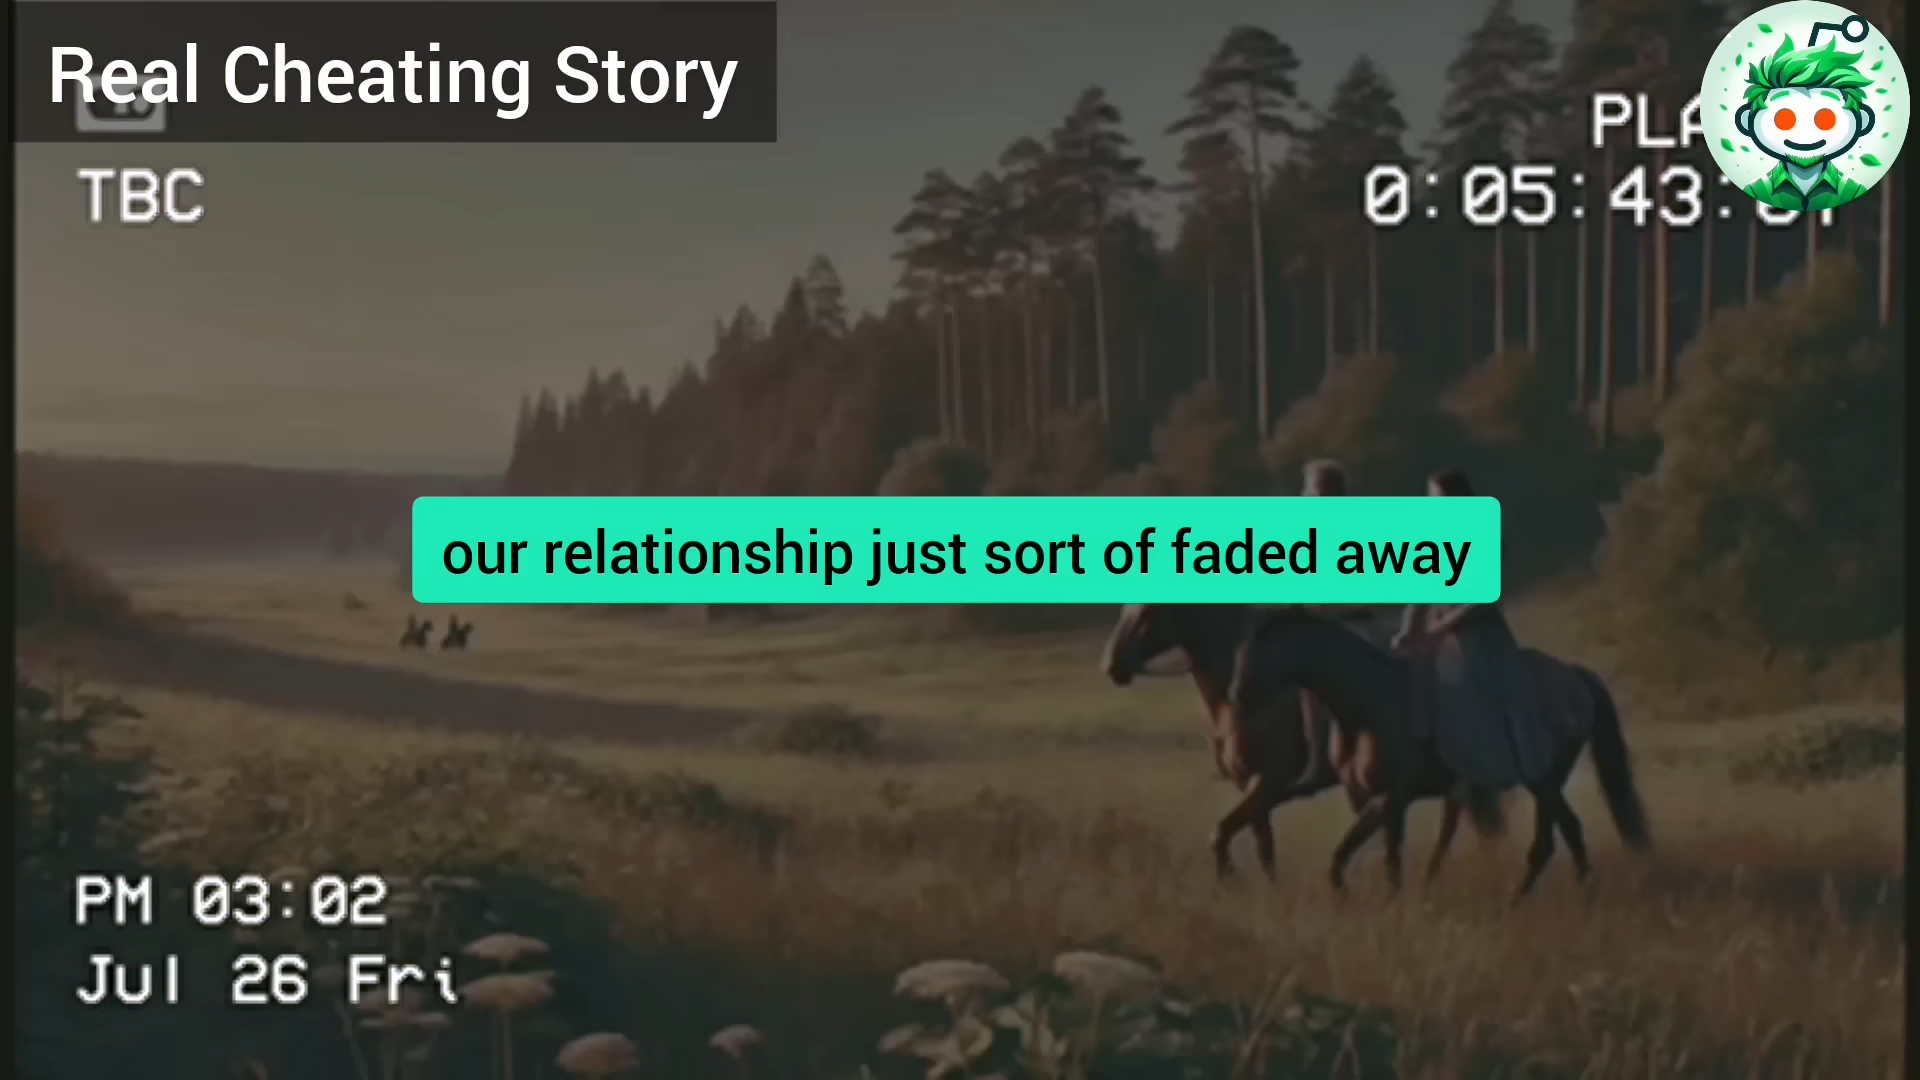 Real Cheating Story
TBC
0:05:43:
our relationship just sort of faded away
PM 03:02
Jul 26 Fri